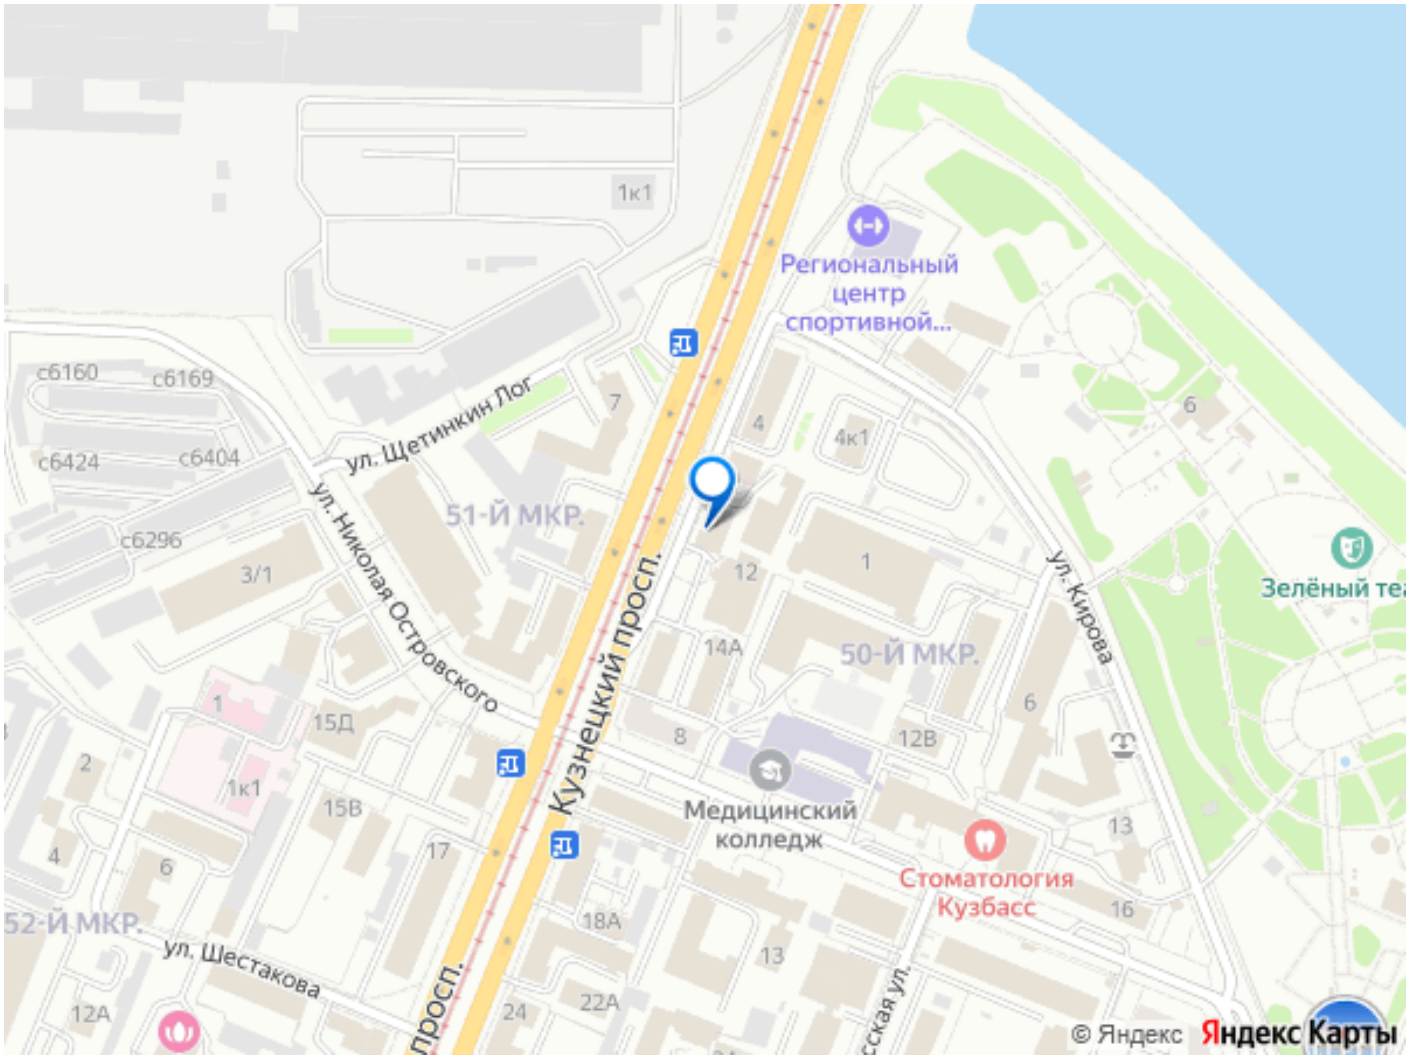 1к1
Региональный
центр
спортивной...
с6160
с6169
7
ул. Щетинкин Лог
4
4к1
6
с6424
с6404
51-Й МКР.
ул. Николая Островского
с6296
3/1
12
1
ул. Кирова
Зелёный теа
Кузнецкий просп.
14А
50-Й МКР.
6
1
15Д
8
12В
2
1к1
15В
Медицинский
колледж
13
4
6
17
Стоматология
Кузбасс
16
52-Й МКР.
18А
13
ул. Шестакова
просп.
сская ул.
12А
24
22А
© Яндекс
Яндекс Карты